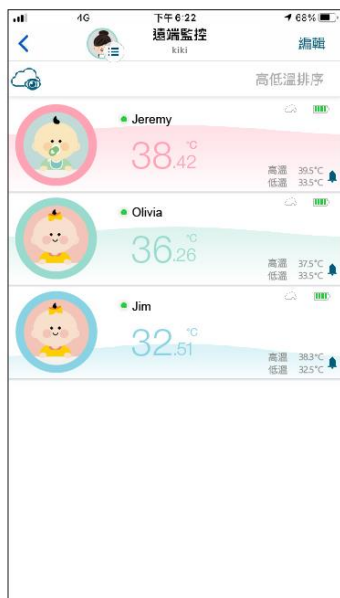 4G 下午 6:22 68%
遠端監控 編輯
kiki
高低溫排序
Jeremy
38.42 °C
高溫 39.5°C
低溫 33.5°C
Olivia
36.26 °C
高溫 37.5°C
低溫 33.5°C
Jim
32.51 °C
高溫 38.3°C
低溫 32.5°C